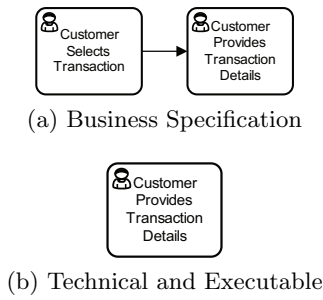 Customer
Selects
Transaction
Customer
Provides
Transaction
Details
(a) Business Specification
Customer
Provides
Transaction
Details
(b) Technical and Executable